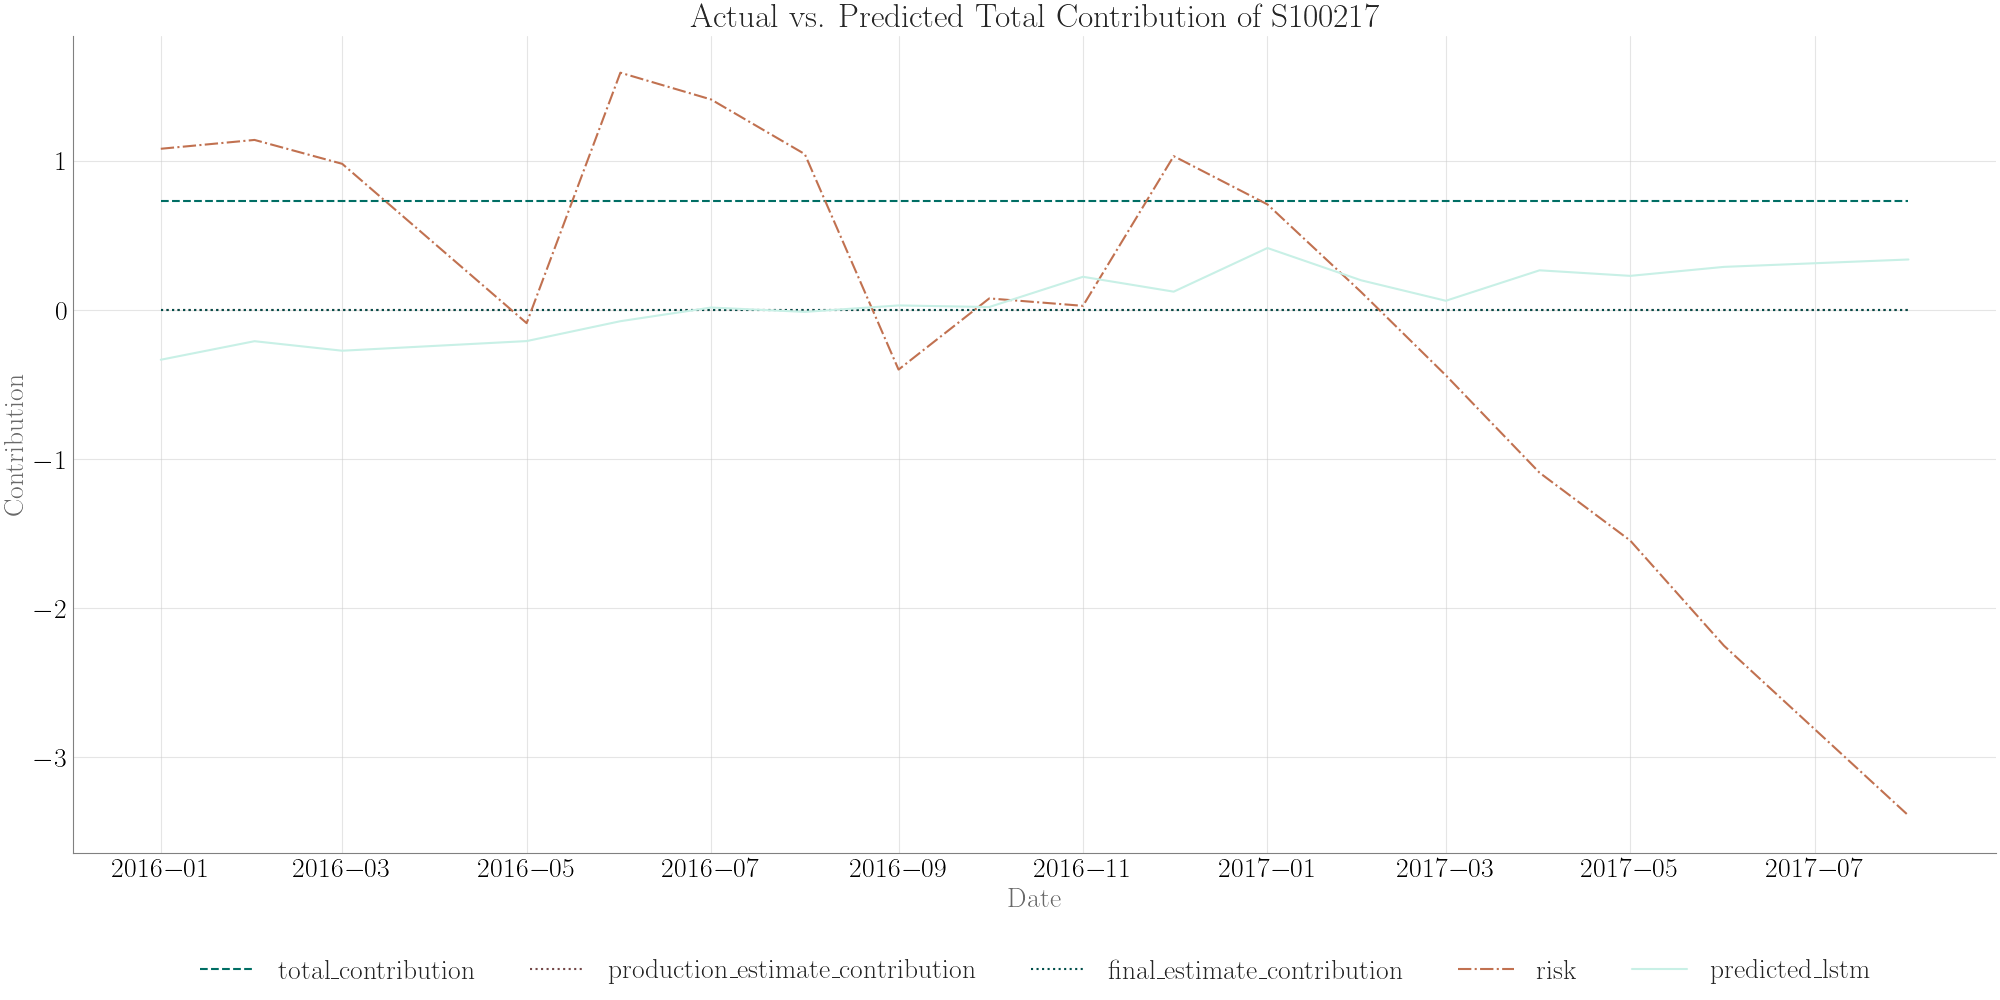 Actual vs. Predicted Total Contribution of S100217
Contribution
1
0
−1
−2
−3
2016−01 2016−03 2016−05 2016−07 2016−09 2016−11 2017−01 2017−03 2017−05 2017−07
Date
total_contribution production_estimate_contribution final_estimate_contribution risk predicted_lstm